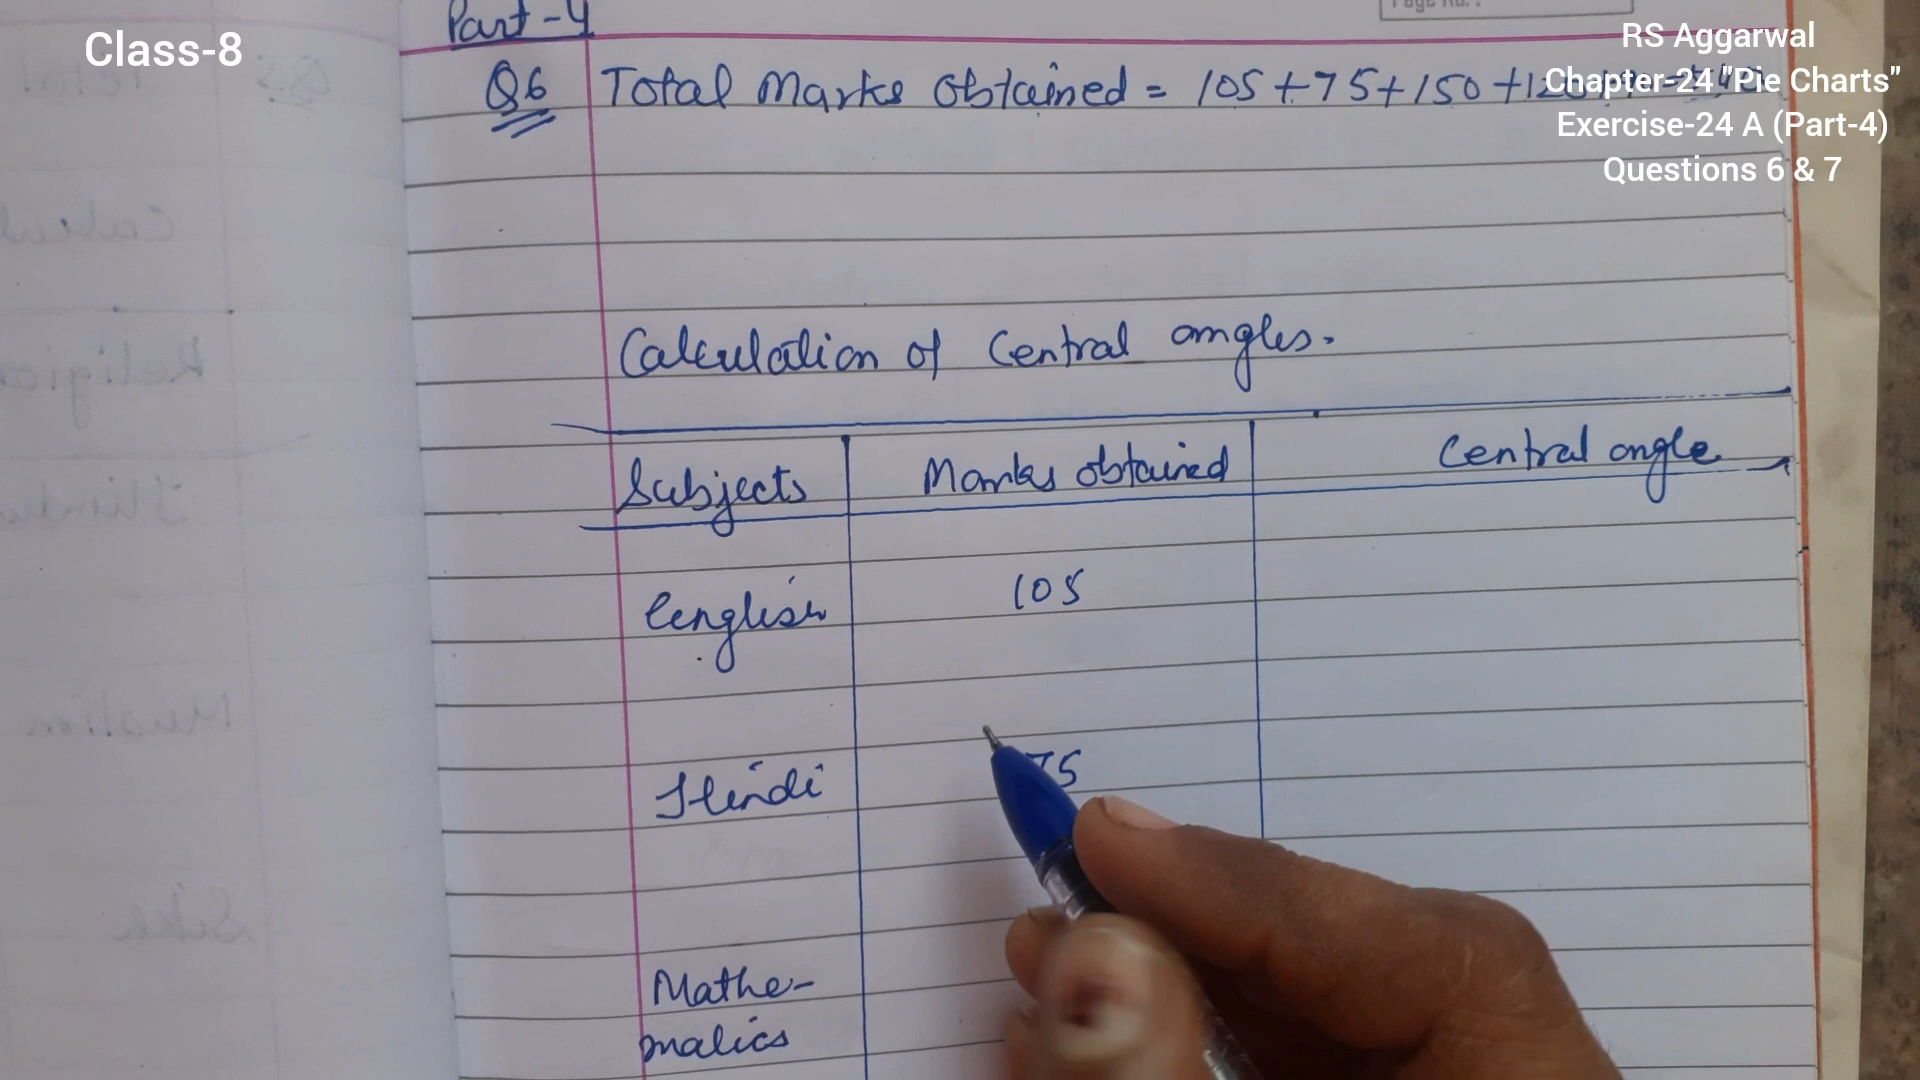 Part-4
Page No. :
Class-8
RS Aggarwal
Chapter-24 "Pie Charts"
Exercise-24 A (Part-4)
Questions 6 & 7
Q6 Total Marks obtained = 105+75+150+
Calculation of Central angles.
Subjects Marks obtained Central angle
English 105
Hindi 75
Mathe-
matics